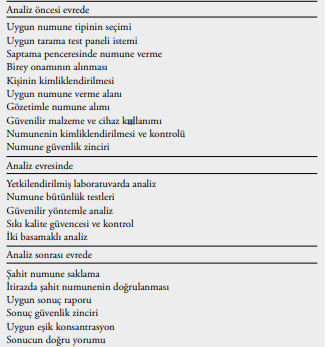 Analiz öncesi evrede
Uygun numune tipinin seçimi
Uygun tarama test paneli istemi
Saptama penceresinde numune verme
Birey onamının alınması
Kişinin kimliklendirilmesi
Uygun numune verme alanı
Gözetimle numune alımı
Güvenilir malzeme ve cihaz kullanımı
Numunenin kimliklendirilmesi ve kontrolü
Numune güvenlik zinciri
Analiz evresinde
Yetkilendirilmiş laboratuvarda analiz
Numune bütünlük testleri
Güvenilir yöntemle analiz
Sıkı kalite güvencesi ve kontrol
İki basamaklı analiz
Analiz sonrası evrede
Şahit numune saklama
İtirazda şahit numunenin doğrulanması
Uygun sonuç raporu
Sonuç güvenlik zinciri
Uygun eşik konsantrasyon
Sonucun doğru yorumu